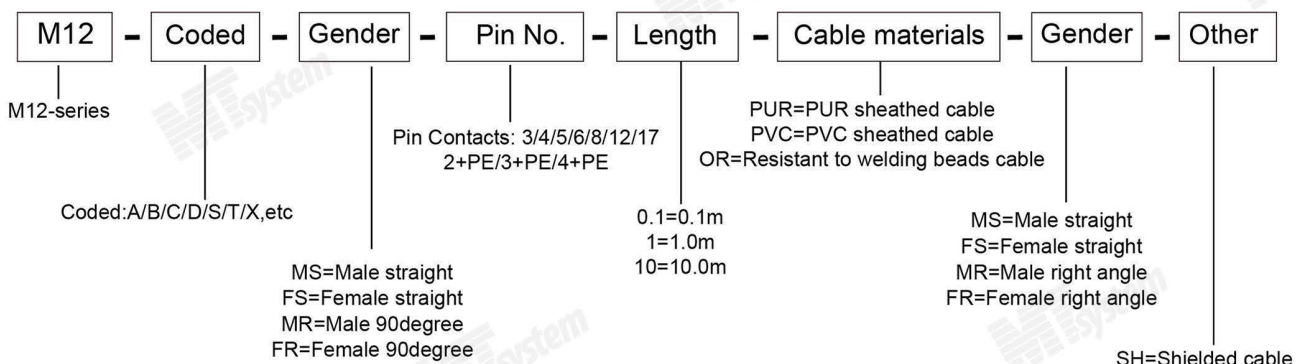 M12 - Coded - Gender - Pin No. - Length - Cable materials - Gender - Other
M12-series
Coded:A/B/C/D/S/T/X,etc
MS=Male straight
FS=Female straight
MR=Male 90degree
FR=Female 90degree
Pin Contacts: 3/4/5/6/8/12/17
2+PE/3+PE/4+PE
0.1=0.1m
1=1.0m
10=10.0m
PUR=PUR sheathed cable
PVC=PVC sheathed cable
OR=Resistant to welding beads cable
MS=Male straight
FS=Female straight
MR=Male right angle
FR=Female right angle
SH=Shielded cable
MTsystem
MTsystem
MTsystem